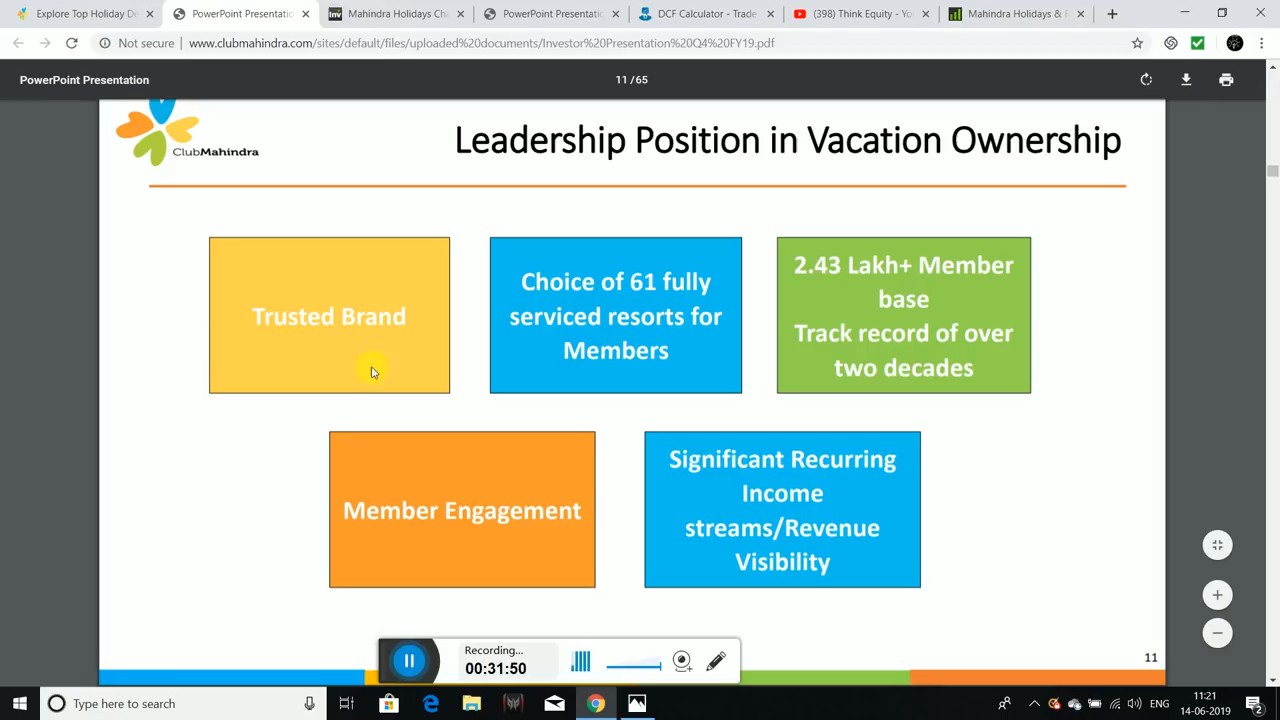 Explore Top Holiday De
PowerPoint Presentatio
Mahindra Holidays Cha
PowerPoint Presentatio
DCF Calculator - Trade
(398) Think Equity - Yo
Mahindra Holidays & R
Not secure
www.clubmahindra.com/sites/default/files/uploaded%20documents/Investor%20Presentation%20Q4%20FY19.pdf
PowerPoint Presentation
11 / 65
ClubMahindra
Leadership Position in Vacation Ownership
Trusted Brand
Choice of 61 fully
serviced resorts for
Members
2.43 Lakh+ Member
base
Track record of over
two decades
Member Engagement
Significant Recurring
Income
streams/Revenue
Visibility
Recording...
00:31:50
11
Type here to search
ENG
11:21
14-06-2019
2